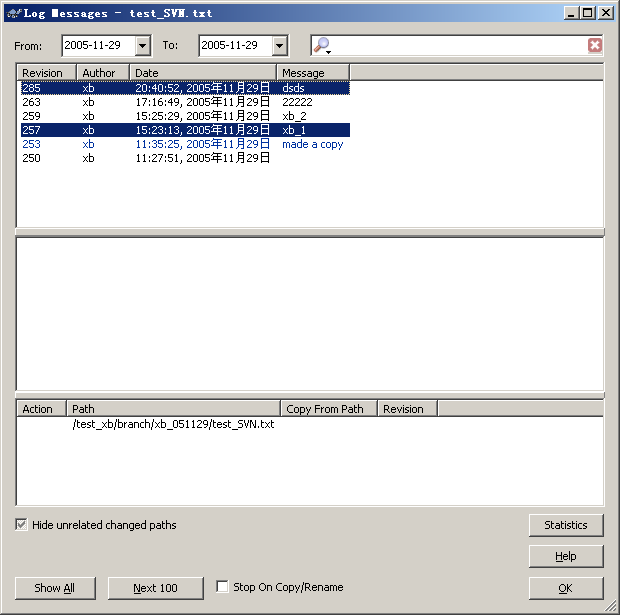 Log Messages - test_SVN.txt
From: 2005-11-29 To: 2005-11-29
Revision Author Date Message
285 xb 20:40:52, 2005年11月29日 dsds
263 xb 17:16:49, 2005年11月29日 22222
259 xb 15:25:29, 2005年11月29日 xb_2
257 xb 15:23:13, 2005年11月29日 xb_1
253 xb 11:35:25, 2005年11月29日 made a copy
250 xb 11:27:51, 2005年11月29日
Action Path Copy From Path Revision
/test_xb/branch/xb_051129/test_SVN.txt
Hide unrelated changed paths Statistics
Help
Show All Next 100 Stop On Copy/Rename OK